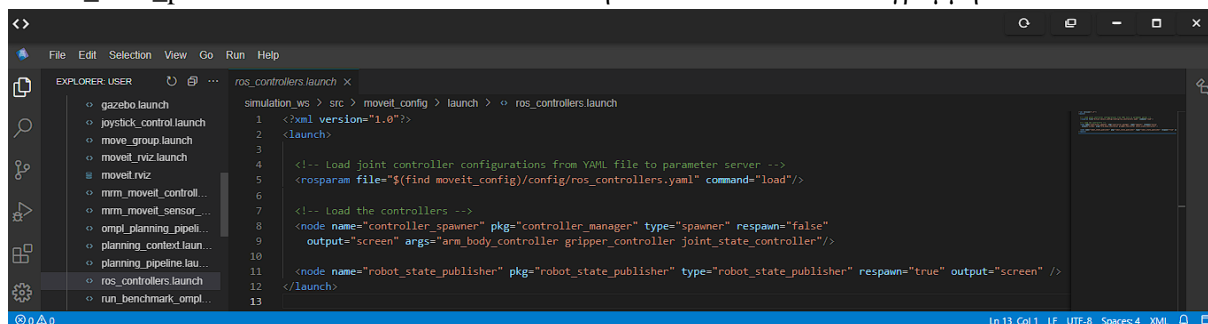 File Edit Selection View Go Run Help
EXPLORER: USER
gazebo.launch
joystick_control.launch
move_group.launch
moveit_rviz.launch
moveit.rviz
mrm_moveit_controll...
mrm_moveit_sensor_...
ompl_planning_pipeli...
planning_context.laun...
planning_pipeline.lau...
ros_controllers.launch
run_benchmark_ompl...
ros_controllers.launch ×
simulation_ws > src > moveit_config > launch > ros_controllers.launch
1 <?xml version="1.0"?>
2 <launch>
3
4 <!-- Load joint controller configurations from YAML file to parameter server -->
5 <rosparam file="$(find moveit_config)/config/ros_controllers.yaml" command="load"/>
6
7 <!-- Load the controllers -->
8 <node name="controller_spawner" pkg="controller_manager" type="spawner" respawn="false"
9 output="screen" args="arm_body_controller gripper_controller joint_state_controller"/>
10
11 <node name="robot_state_publisher" pkg="robot_state_publisher" type="robot_state_publisher" respawn="true" output="screen" />
12 </launch>
13
0 0 Ln 13, Col 1 LF UTF-8 Spaces: 4 XML